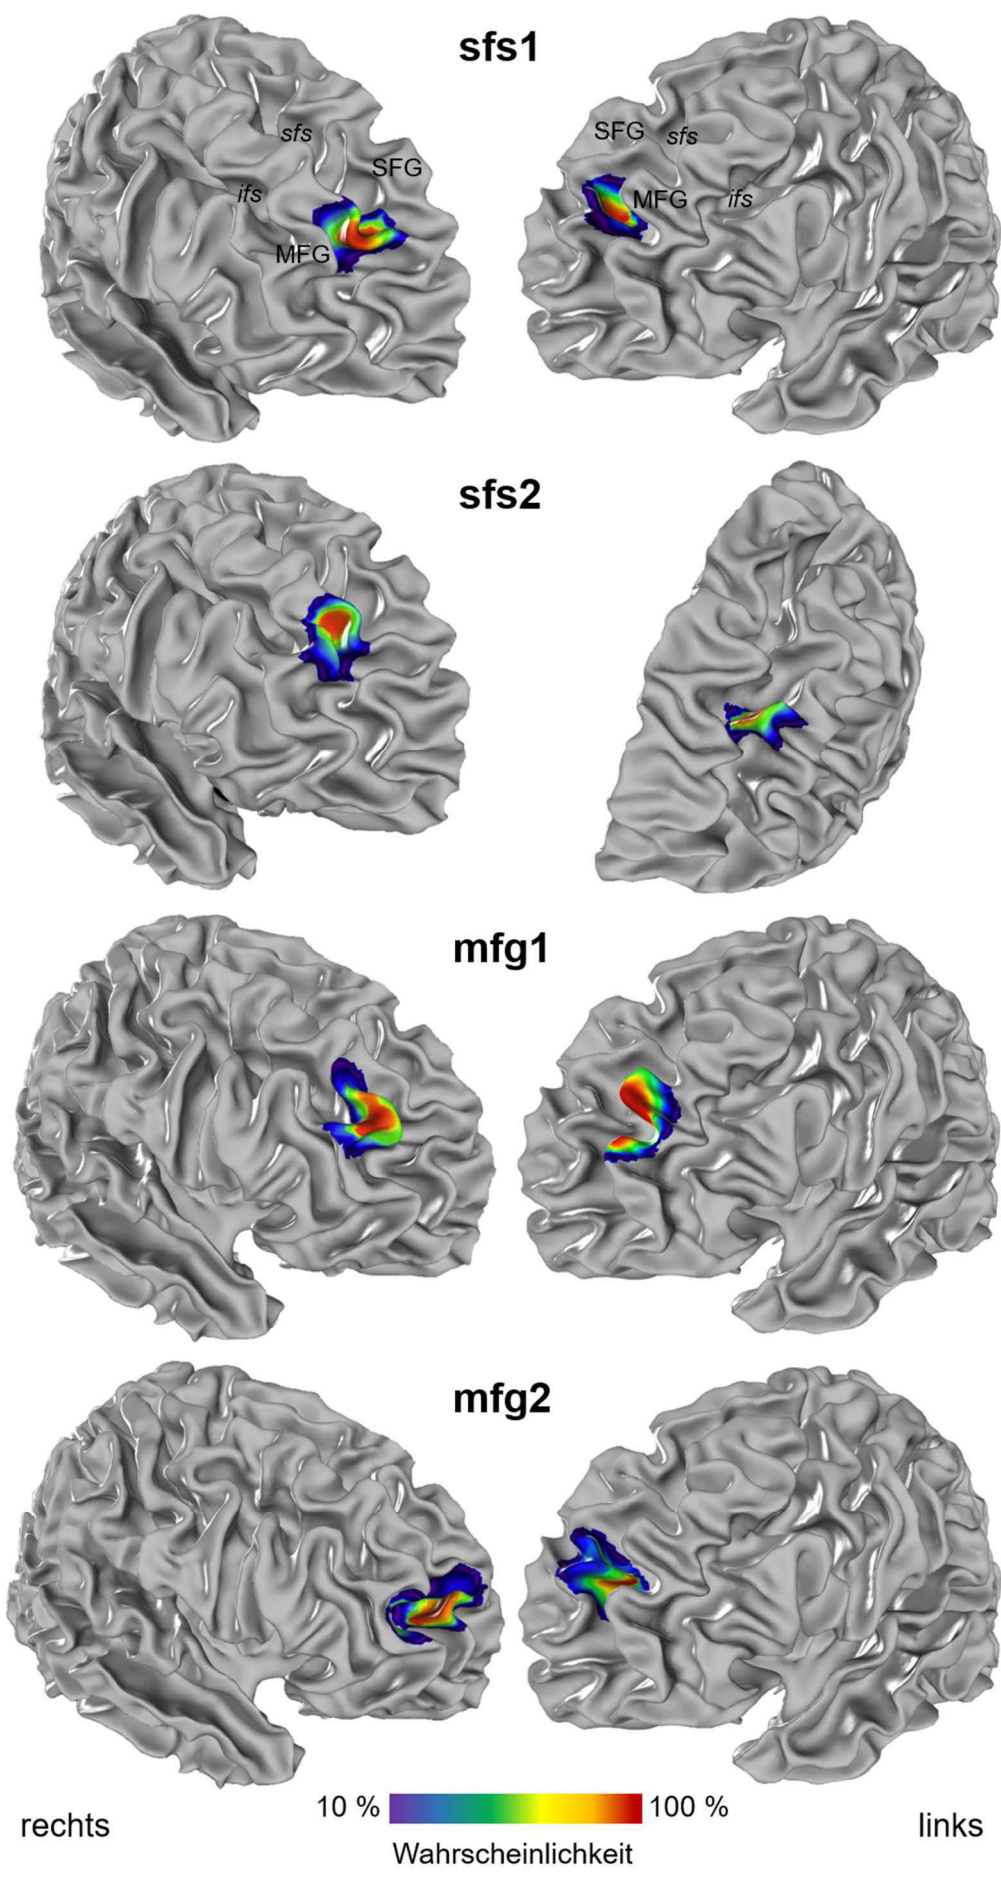 sfs1
sfs
SFG
ifs
MFG
SFG
sfs
MFG
ifs
sfs2
mfg1
mfg2
10 %
100 %
rechts
links
Wahrscheinlichkeit